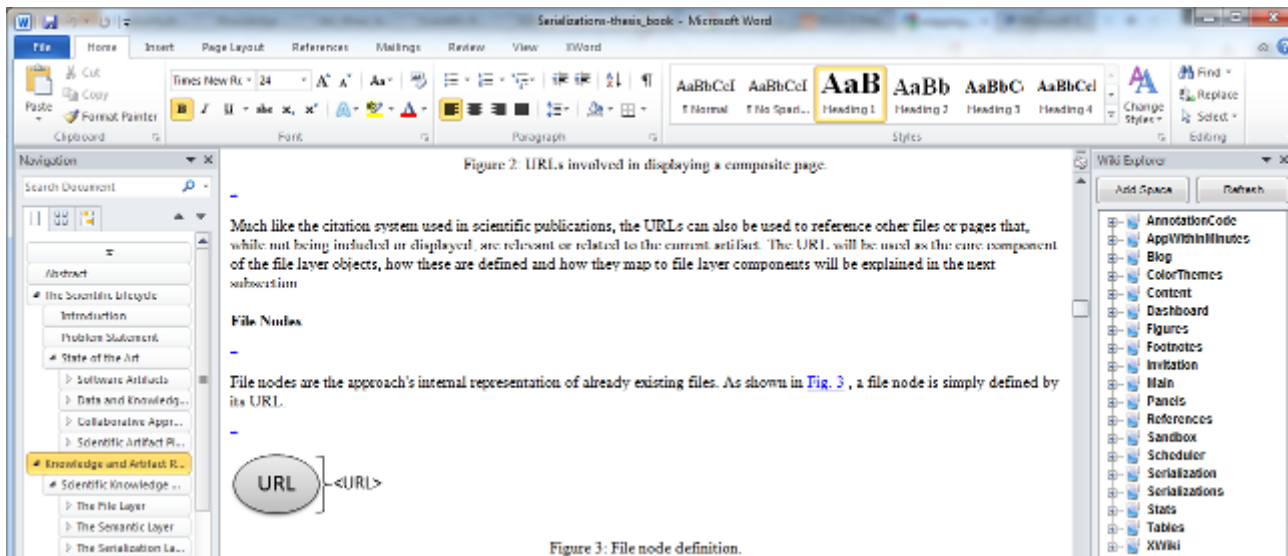 Serializations-thesis_book - Microsoft Word
File Home Insert Page Layout References Mailings Review View XWord
Paste
Cut
Copy
Format Painter
Clipboard
Times New Ro 24
Font
Paragraph
AaBbCcI AaBbCcI AaB AaBb AaBbC AaBbCcI
¶ Normal ¶ No Spaci... Heading 1 Heading 2 Heading 3 Heading 4
Change Styles
Styles
Find
Replace
Select
Editing
Navigation
Search Document
Abstract
The Scientific Lifecycle
Introduction
Problem Statement
State of the Art
Software Artifacts
Data and Knowledg...
Collaborative Appr...
Scientific Artifact Pl...
Knowledge and Artifact R...
Scientific Knowledge ...
The File Layer
The Semantic Layer
The Serialization La...
Figure 2: URLs involved in displaying a composite page.
Much like the citation system used in scientific publications, the URLs can also be used to reference other files or pages that,
while not being included or displayed, are relevant or related to the current artifact. The URL will be used as the core component
of the file layer objects, how these are defined and how they map to file layer components will be explained in the next
subsection
File Nodes
File nodes are the approach's internal representation of already existing files. As shown in Fig. 3 , a file node is simply defined by
its URL.
URL <URL>
Figure 3: File node definition.
Wiki Explorer
Add Space Refresh
AnnotationCode
AppWithinMinutes
Blog
ColorThemes
Content
Dashboard
Figures
Footnotes
Invitation
Main
Panels
References
Sandbox
Scheduler
Serialization
Serializations
Stats
Tables
XWiki